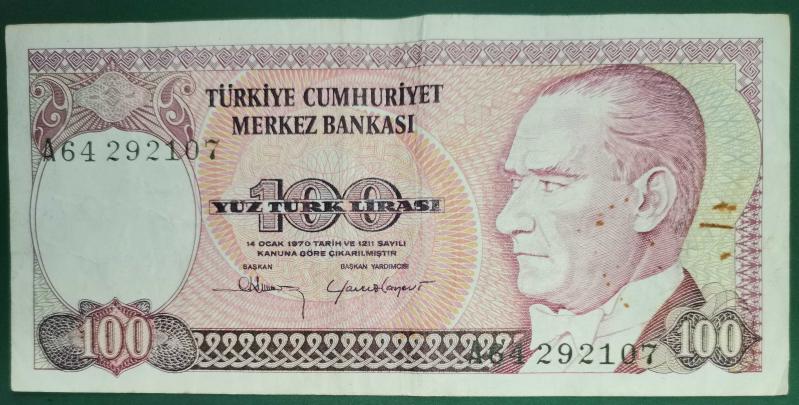 TÜRKİYE CUMHURİYET
MERKEZ BANKASI
A64 292107
100
YÜZ TÜRK LİRASI
14 OCAK 1970 TARİH VE 1211 SAYILI
KANUNA GÖRE ÇIKARILMIŞTIR
BAŞKAN BAŞKAN YARDIMCISI
A64 292107
100 100